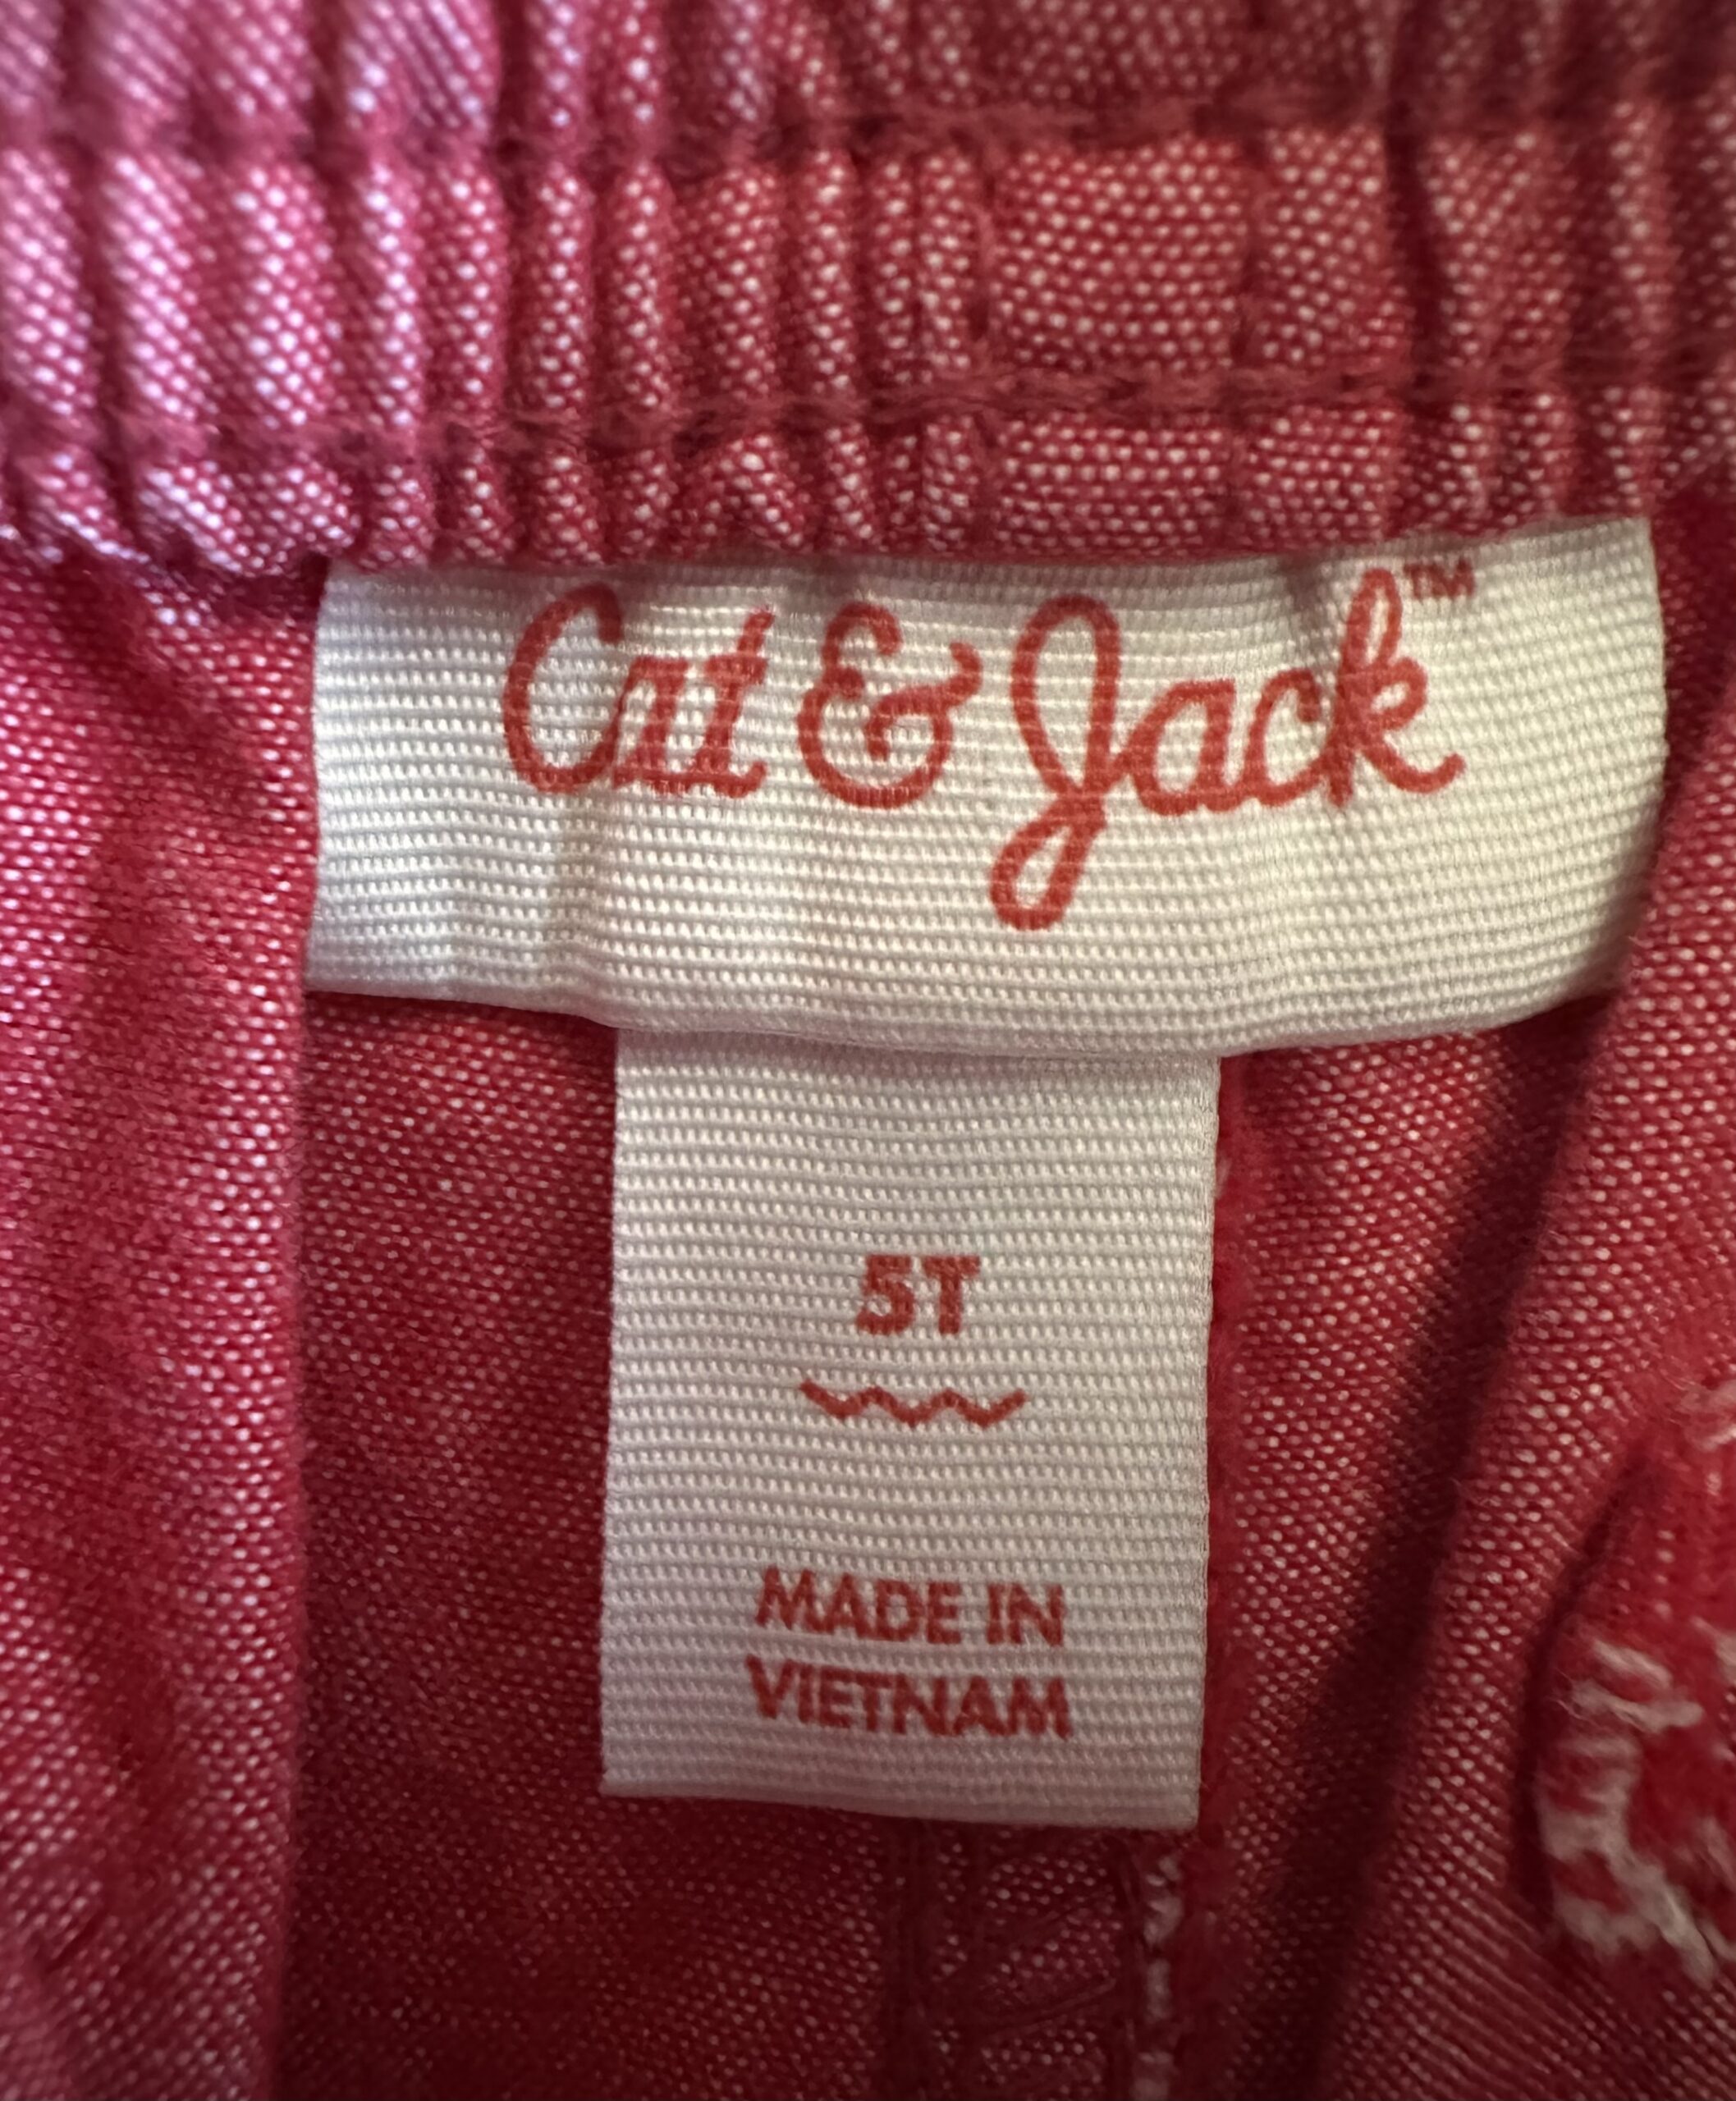 Cat & Jack™
5T
MADE IN
VIETNAM